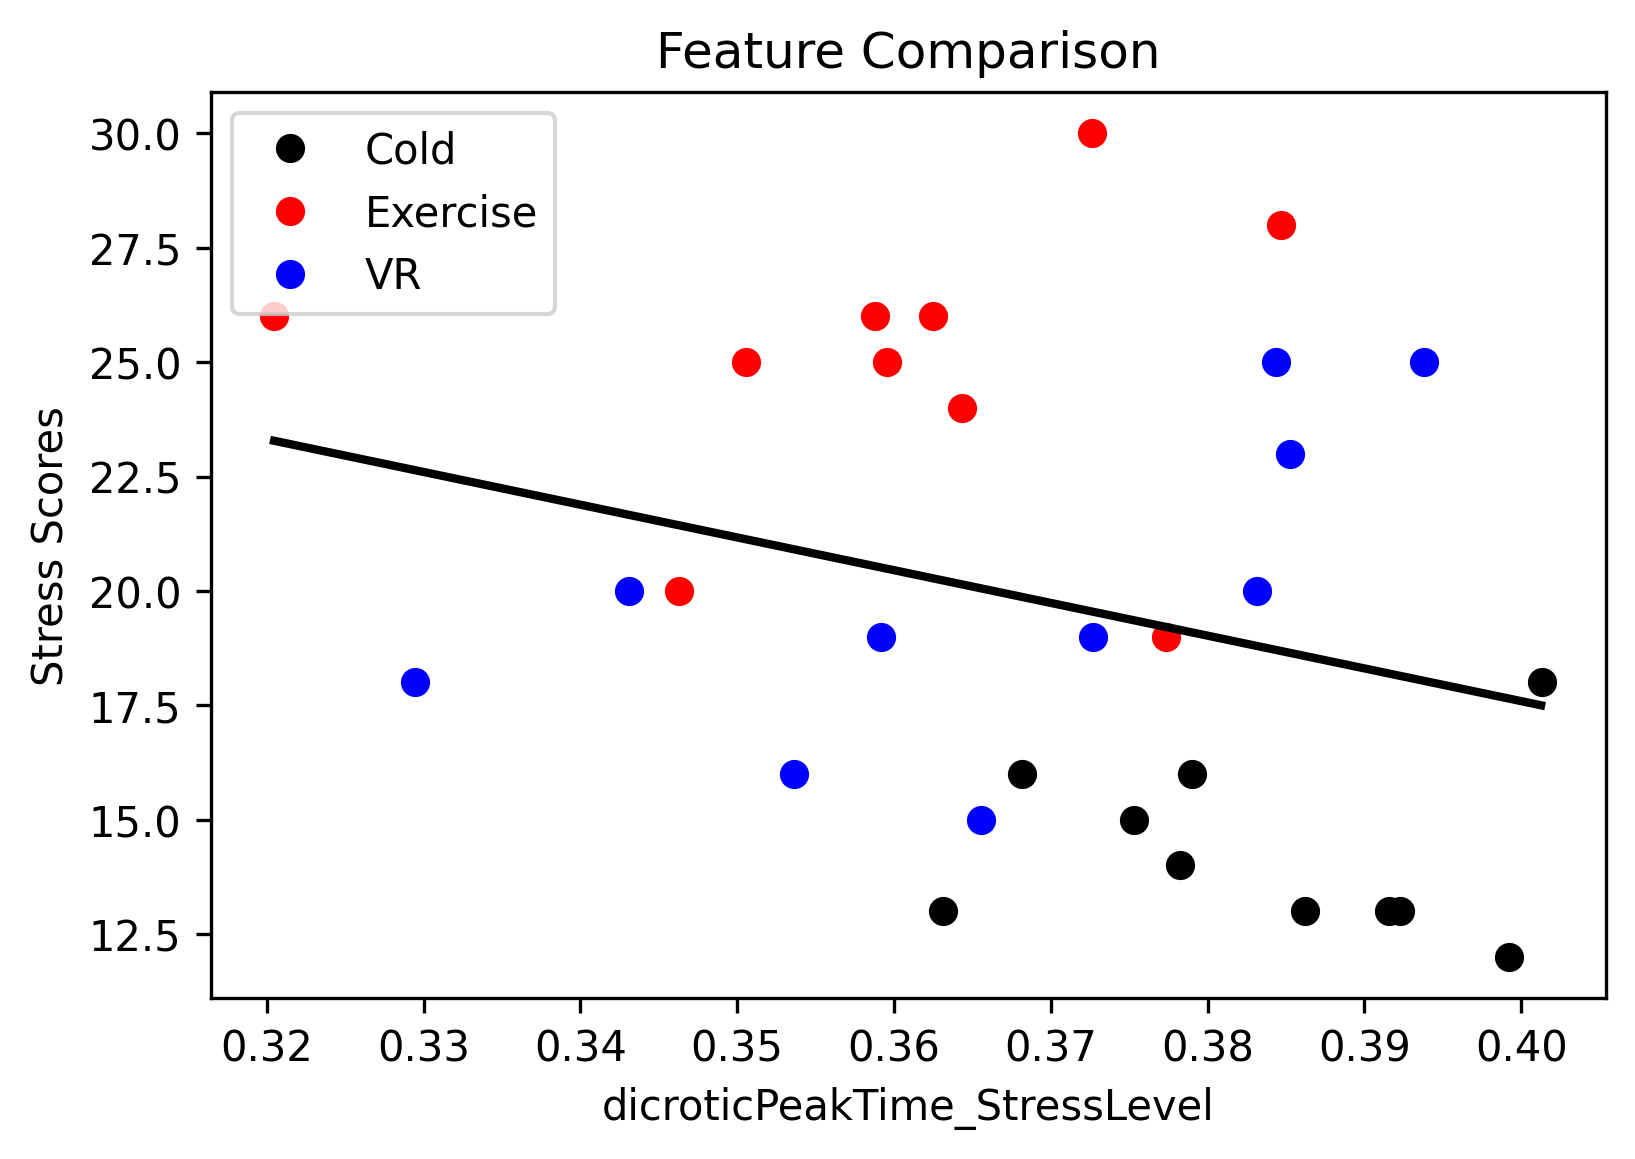 Feature Comparison
Cold
Exercise
VR
30.0
27.5
25.0
22.5
20.0
17.5
15.0
12.5
Stress Scores
0.32 0.33 0.34 0.35 0.36 0.37 0.38 0.39 0.40
dicroticPeakTime_StressLevel